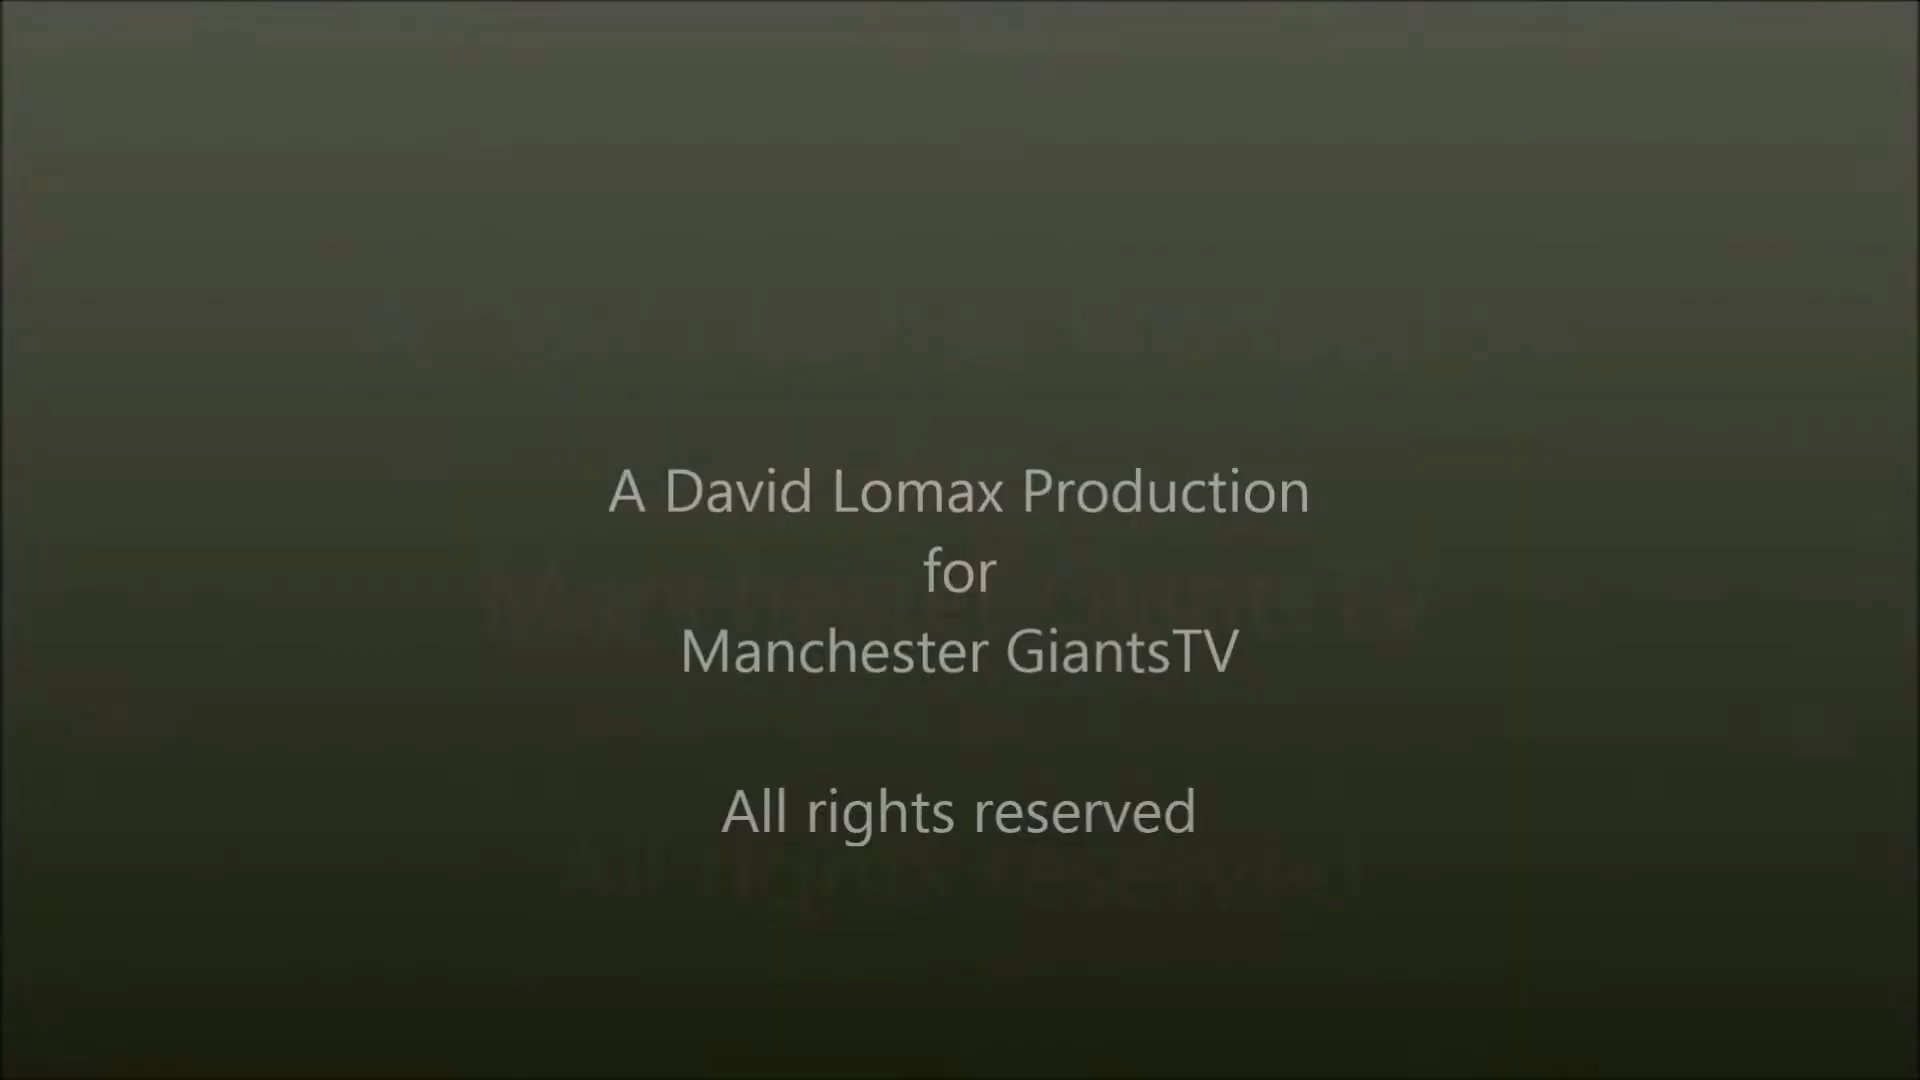 A David Lomax Production
for
Manchester GiantsTV
All rights reserved